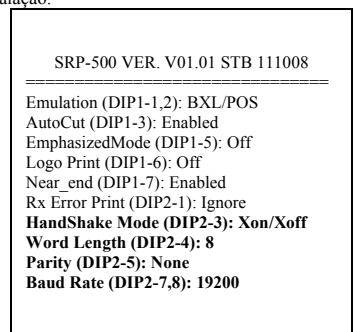 SRP-500 VER. V01.01 STB 111008
===============================
Emulation (DIP1-1,2): BXL/POS
AutoCut (DIP1-3): Enabled
EmphasizedMode (DIP1-5): Off
Logo Print (DIP1-6): Off
Near_end (DIP1-7): Enabled
Rx Error Print (DIP2-1): Ignore
HandShake Mode (DIP2-3): Xon/Xoff
Word Length (DIP2-4): 8
Parity (DIP2-5): None
Baud Rate (DIP2-7,8): 19200